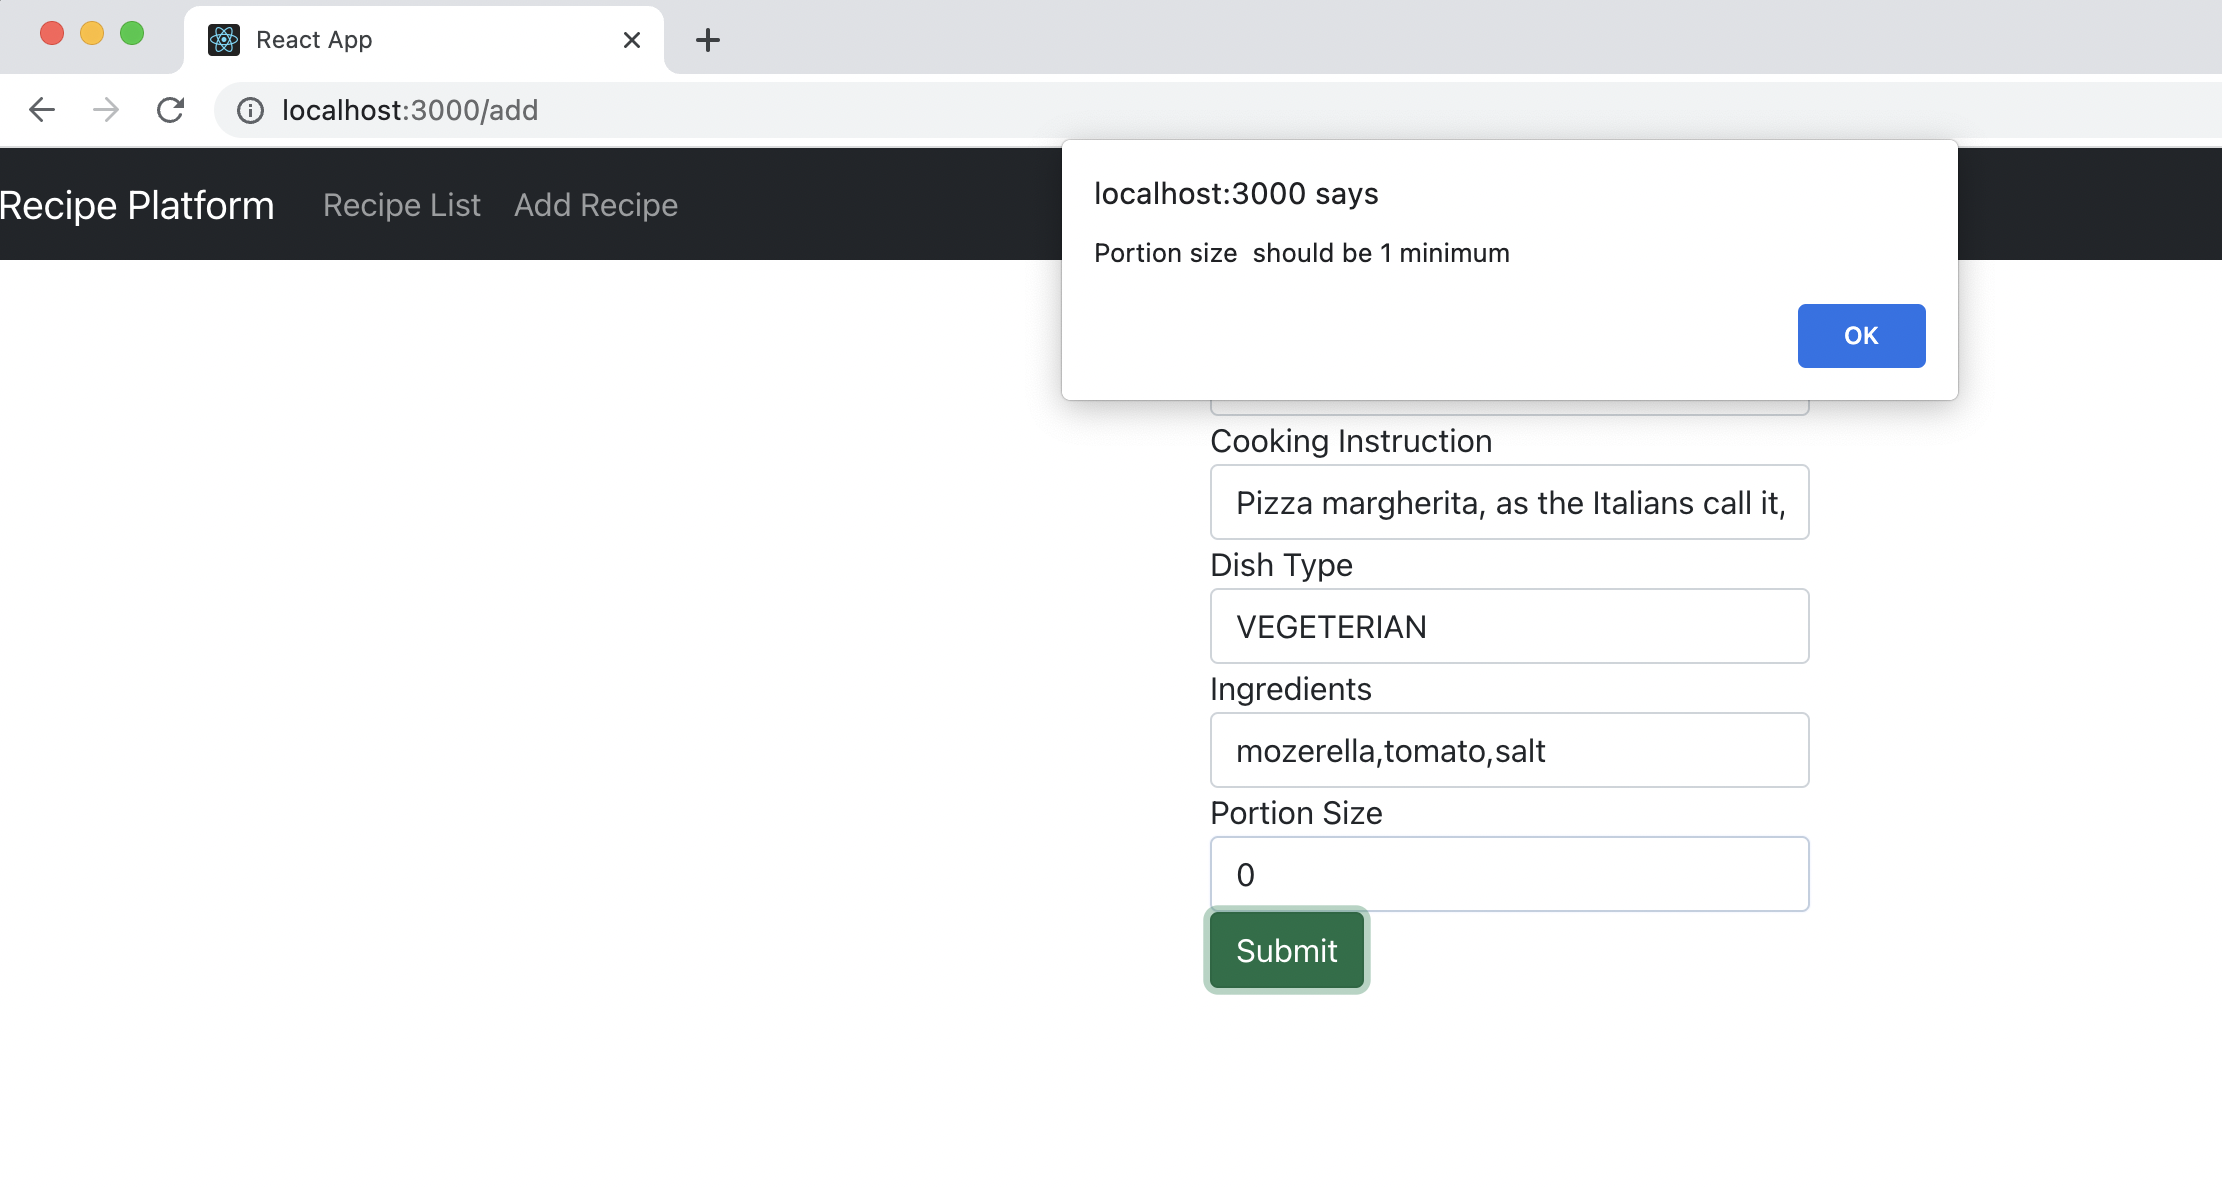 React App
localhost:3000/add
Recipe Platform Recipe List Add Recipe
localhost:3000 says
Portion size  should be 1 minimum
OK
Cooking Instruction
Pizza margherita, as the Italians call it,
Dish Type
VEGETERIAN
Ingredients
mozerella,tomato,salt
Portion Size
0
Submit